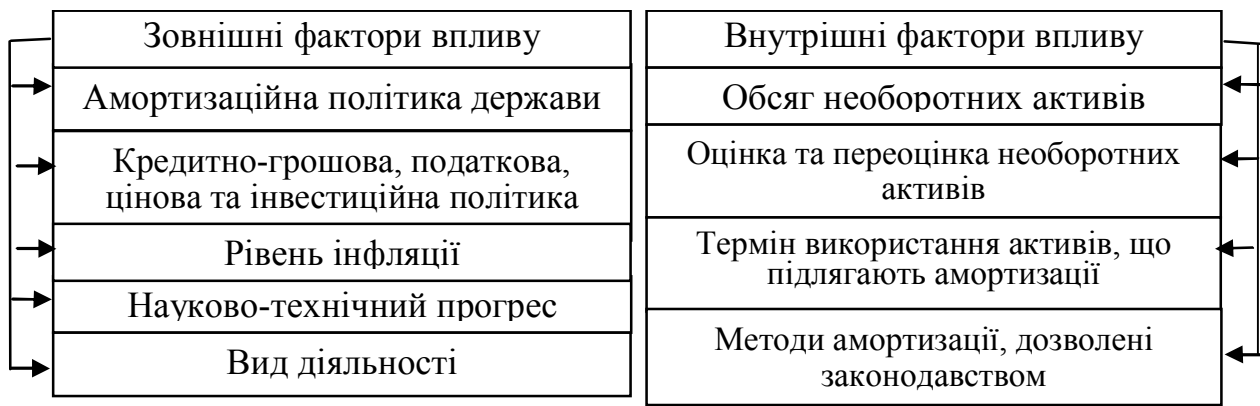 Зовнішні фактори впливу
Амортизаційна політика держави
Кредитно-грошова, податкова,
цінова та інвестиційна політика
Рівень інфляції
Науково-технічний прогрес
Вид діяльності
Внутрішні фактори впливу
Обсяг необоротних активів
Оцінка та переоцінка необоротних
активів
Термін використання активів, що
підлягають амортизації
Методи амортизації, дозволені
законодавством